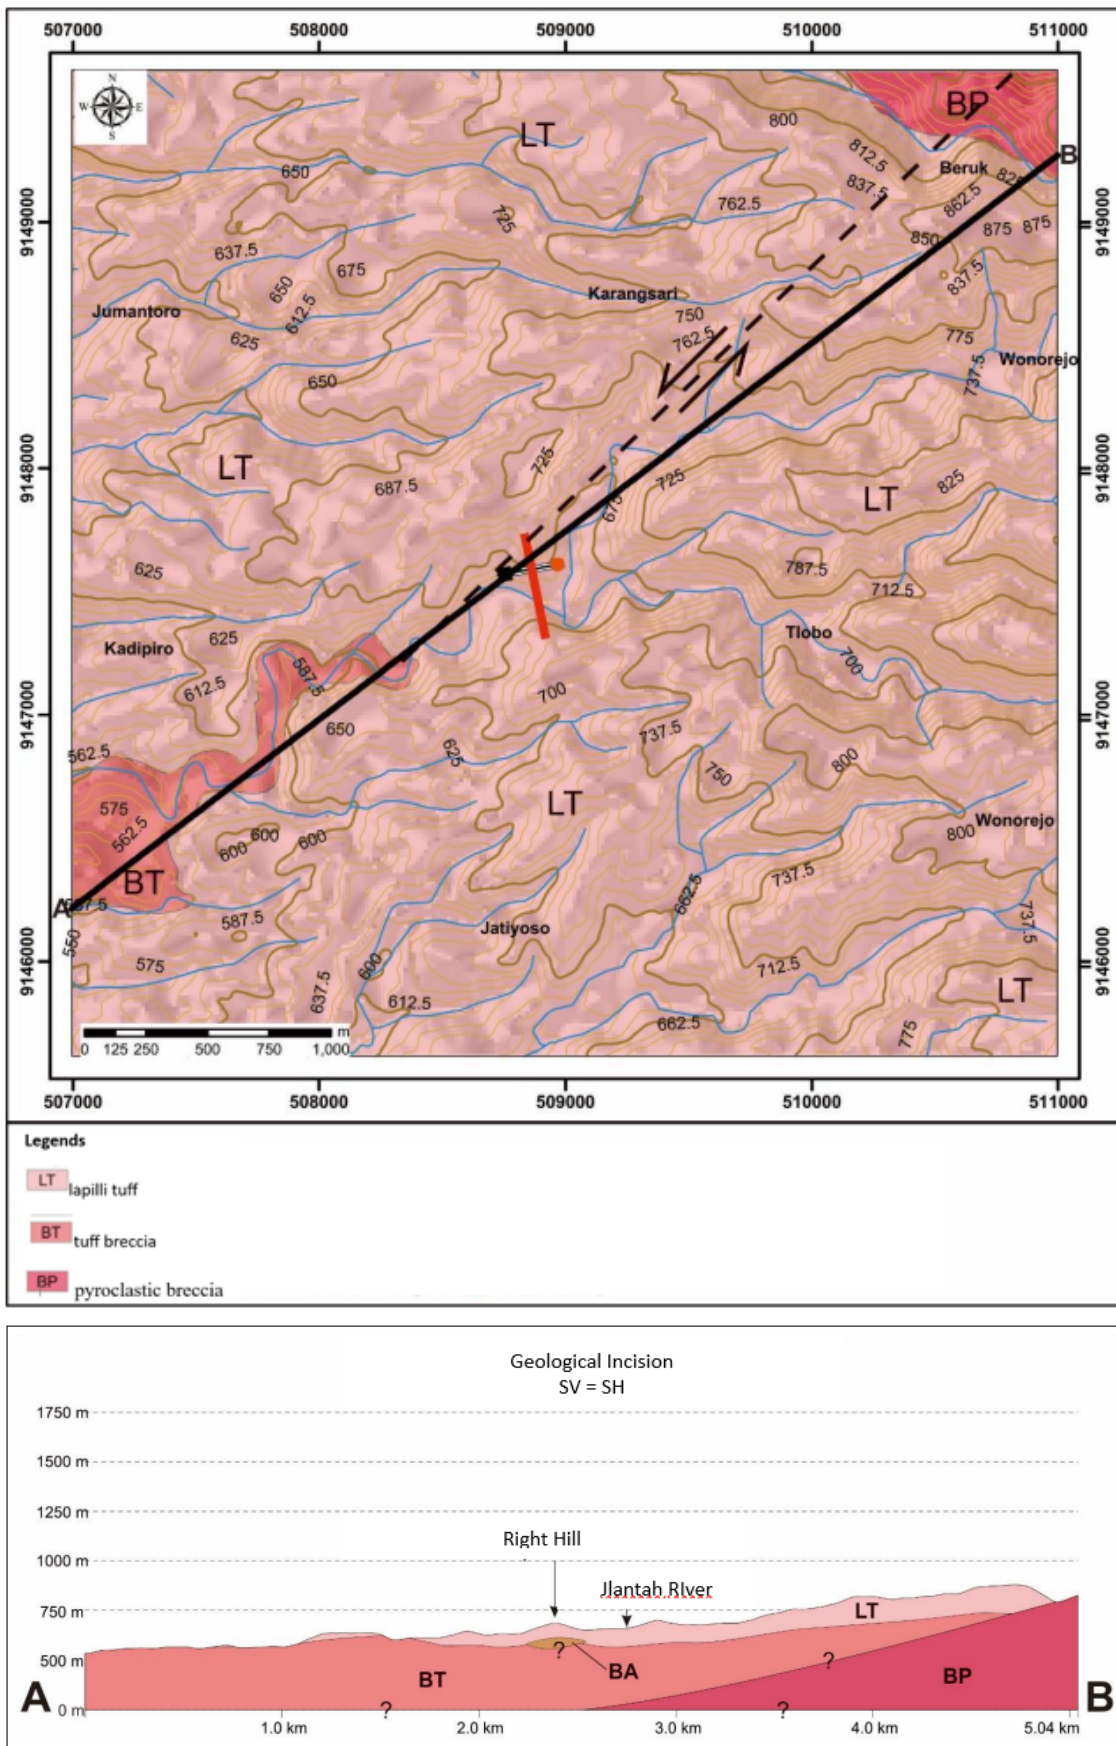 507000 508000 509000 510000 511000
N
W E
S
BP
800
LT
B
812.5
Beruk
825
650
837.5
862.5
762.5
9149000
725
875 875
9149000
850
637.5
675
837.5
650
Karangsari
Jumantoro
612.5
750
625
762.5
775
Wonorejo
650
737.5
9148000
LT
725
9148000
687.5
725
LT
825
675
625
787.5
712.5
625
Tlobo
Kadipiro
587.5
700
612.5
700
9147000
650
737.5
9147000
562.5
625
750
800
575
LT
562.5
600
600
600
Wonorejo
800
BT
737.5
A
587.5
662.5
587.5
737.5
Jatiyoso
550
9146000
575
600
712.5
9146000
637.5
612.5
LT
662.5
775
m
0 125 250 500 750 1,000
507000 508000 509000 510000 511000
Legends
LT lapilli tuff
BT tuff breccia
BP pyroclastic breccia
Geological Incision
SV = SH
1750 m
1500 m
1250 m
Right Hill
1000 m
Jlantah RIver
750 m
LT
500 m
?
?
BA
BT
BP
A 0 m
?
?
B
1.0 km 2.0 km 3.0 km 4.0 km 5.04 km